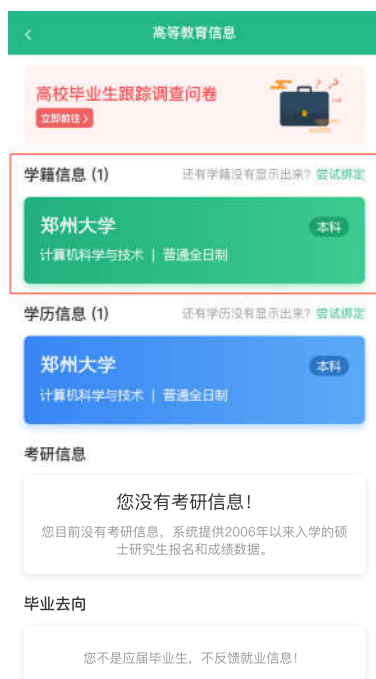 高等教育信息
高校毕业生跟踪调查问卷
立即前往 >
学籍信息 (1) 还有学籍没有显示出来? 尝试绑定
郑州大学 本科
计算机科学与技术 | 普通全日制
学历信息 (1) 还有学历没有显示出来? 尝试绑定
郑州大学 本科
计算机科学与技术 | 普通全日制
考研信息
您没有考研信息!
您目前没有考研信息，系统提供2006年以来入学的硕
士研究生报名和成绩数据。
毕业去向
您不是应届毕业生，不反馈就业信息!